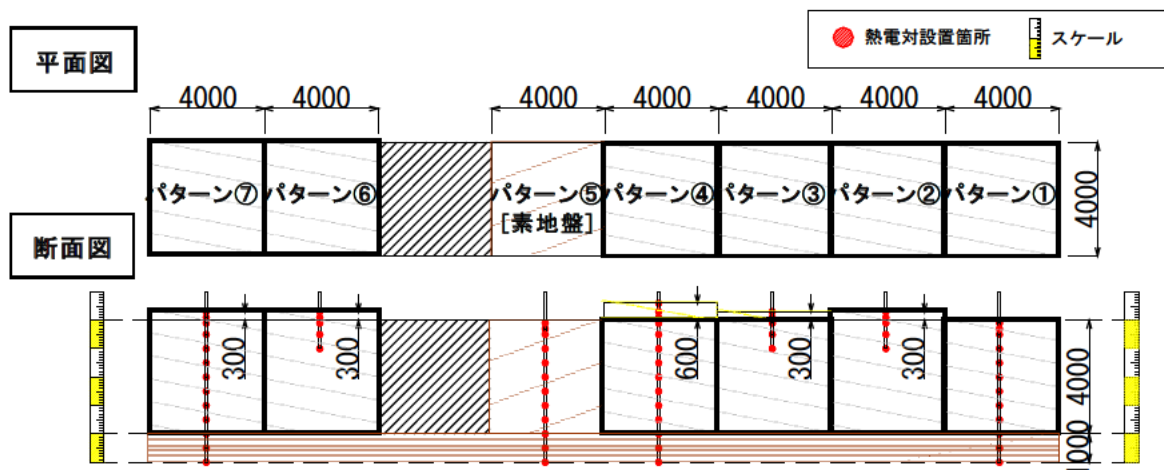 熱電対設置箇所 スケール
平面図
4000 4000 4000 4000 4000 4000 4000
パターン⑦ パターン⑥ パターン⑤ パターン④ パターン③ パターン② パターン①
[素地盤]
4000
断面図
300 300 600 300 300
4000